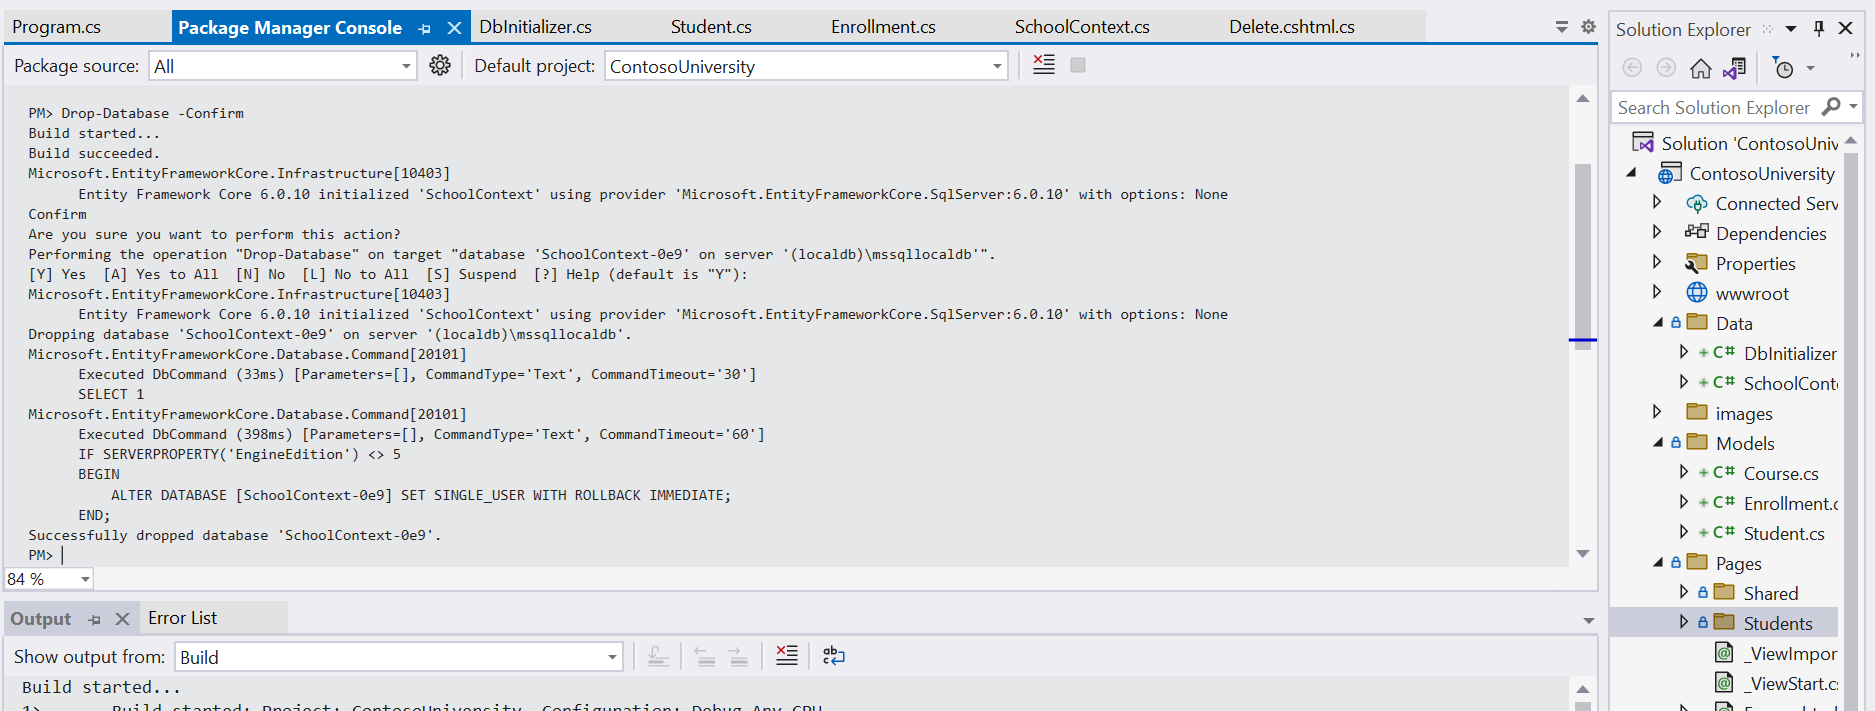 Program.cs
Package Manager Console
DbInitializer.cs
Student.cs
Enrollment.cs
SchoolContext.cs
Delete.cshtml.cs
Package source: All
Default project: ContosoUniversity
PM> Drop-Database -Confirm
Build started...
Build succeeded.
Microsoft.EntityFrameworkCore.Infrastructure[10403]
Entity Framework Core 6.0.10 initialized 'SchoolContext' using provider 'Microsoft.EntityFrameworkCore.SqlServer:6.0.10' with options: None
Confirm
Are you sure you want to perform this action?
Performing the operation "Drop-Database" on target "database 'SchoolContext-0e9' on server '(localdb)\mssqllocaldb'".
[Y] Yes  [A] Yes to All  [N] No  [L] No to All  [S] Suspend  [?] Help (default is "Y"):
Microsoft.EntityFrameworkCore.Infrastructure[10403]
Entity Framework Core 6.0.10 initialized 'SchoolContext' using provider 'Microsoft.EntityFrameworkCore.SqlServer:6.0.10' with options: None
Dropping database 'SchoolContext-0e9' on server '(localdb)\mssqllocaldb'.
Microsoft.EntityFrameworkCore.Database.Command[20101]
Executed DbCommand (33ms) [Parameters=[], CommandType='Text', CommandTimeout='30']
SELECT 1
Microsoft.EntityFrameworkCore.Database.Command[20101]
Executed DbCommand (398ms) [Parameters=[], CommandType='Text', CommandTimeout='60']
IF SERVERPROPERTY('EngineEdition') <> 5
BEGIN
ALTER DATABASE [SchoolContext-0e9] SET SINGLE_USER WITH ROLLBACK IMMEDIATE;
END;
Successfully dropped database 'SchoolContext-0e9'.
PM>
84 %
Output
Error List
Show output from: Build
Build started...
1> Build started: Project: ContosoUniversity, Configuration: Debug Any CPU
Solution Explorer
Search Solution Explorer
Solution 'ContosoUniv
ContosoUniversity
Connected Serv
Dependencies
Properties
wwwroot
Data
C# DbInitializer
C# SchoolCont
images
Models
C# Course.cs
C# Enrollment.c
C# Student.cs
Pages
Shared
Students
_ViewImpor
_ViewStart.cs